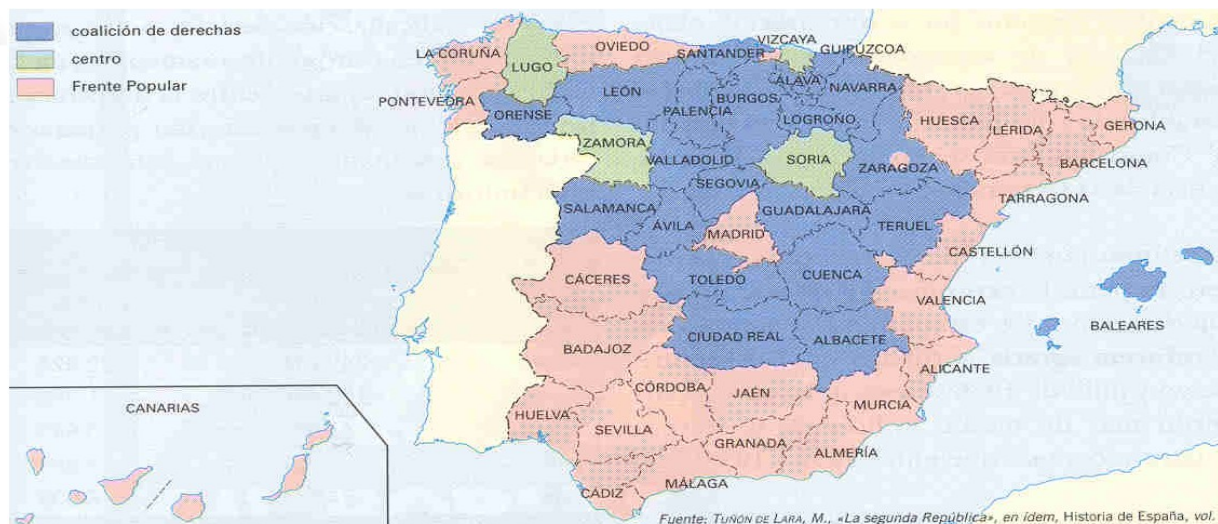 coalición de derechas
centro
Frente Popular
LA CORUÑA
LUGO
OVIEDO
SANTANDER
VIZCAYA
GUIPÚZCOA
ÁLAVA
NAVARRA
PONTEVEDRA
ORENSE
LEÓN
PALENCIA
BURGOS
LOGROÑO
HUESCA
LÉRIDA
GERONA
BARCELONA
ZAMORA
VALLADOLID
SORIA
ZARAGOZA
TARRAGONA
SEGOVIA
SALAMANCA
ÁVILA
GUADALAJARA
TERUEL
MADRID
CASTELLÓN
CÁCERES
TOLEDO
CUENCA
VALENCIA
BALEARES
BADAJOZ
CIUDAD REAL
ALBACETE
ALICANTE
CÓRDOBA
JAÉN
MURCIA
HUELVA
SEVILLA
GRANADA
ALMERÍA
MÁLAGA
CÁDIZ
CANARIAS
Fuente: TUÑÓN DE LARA, M., «La segunda República», en ídem, Historia de España, vol.